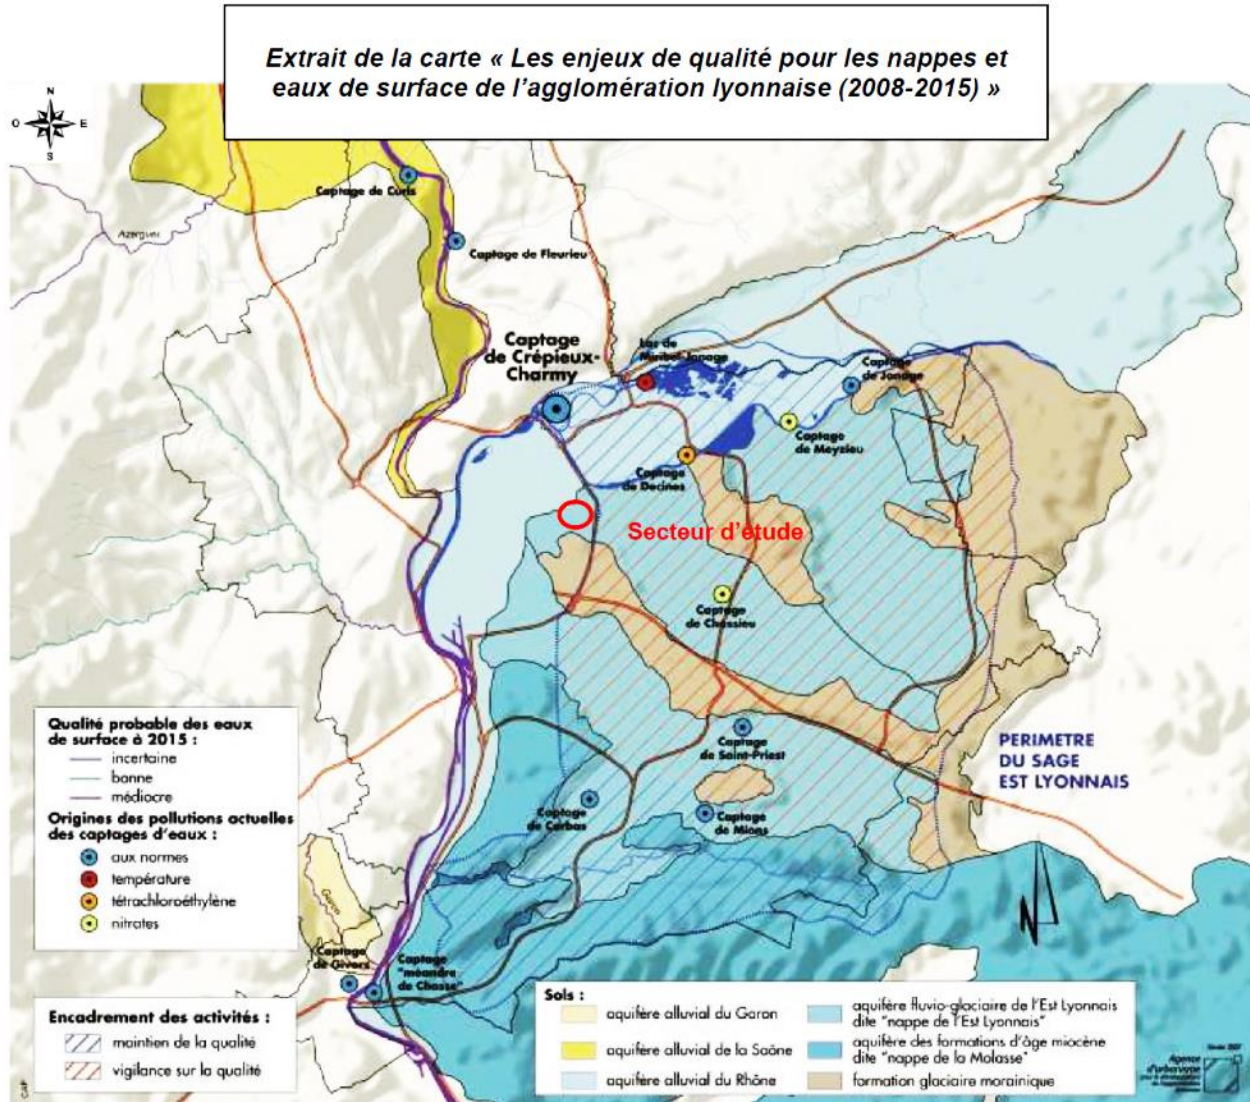 Extrait de la carte « Les enjeux de qualité pour les nappes et
eaux de surface de l'agglomération lyonnaise (2008-2015) »
N
O
E
S
Captage de Curis
Azergues
Captage de Fleurieu
Captage
de Crépieux-
Charmy
Lac de
Miribel-Jonage
Captage
de Jonage
Captage
de Meyzieu
Captage
de Decines
Secteur d'étude
Captage
de Chassieu
Captage
de Saint-Priest
PERIMETRE
DU SAGE
EST LYONNAIS
Captage
de Corbas
Captage
de Mions
Qualité probable des eaux
de surface à 2015 :
incertaine
bonne
médiocre
Origines des pollutions actuelles
des captages d'eaux :
aux normes
température
tétrachloroéthylène
nitrates
Garon
Captage
de Givors
Captage
"méandre
de Chasse"
Encadrement des activités :
maintien de la qualité
vigilance sur la qualité
Sols :
aquifère alluvial du Garon
aquifère alluvial de la Saône
aquifère alluvial du Rhône
aquifère fluvio-glaciaire de l'Est Lyonnais
dite "nappe de l'Est Lyonnais"
aquifère des formations d'âge miocène
dite "nappe de la Molasse"
formation glaciaire morainique
Agence
d'urbanisme
CAP
N